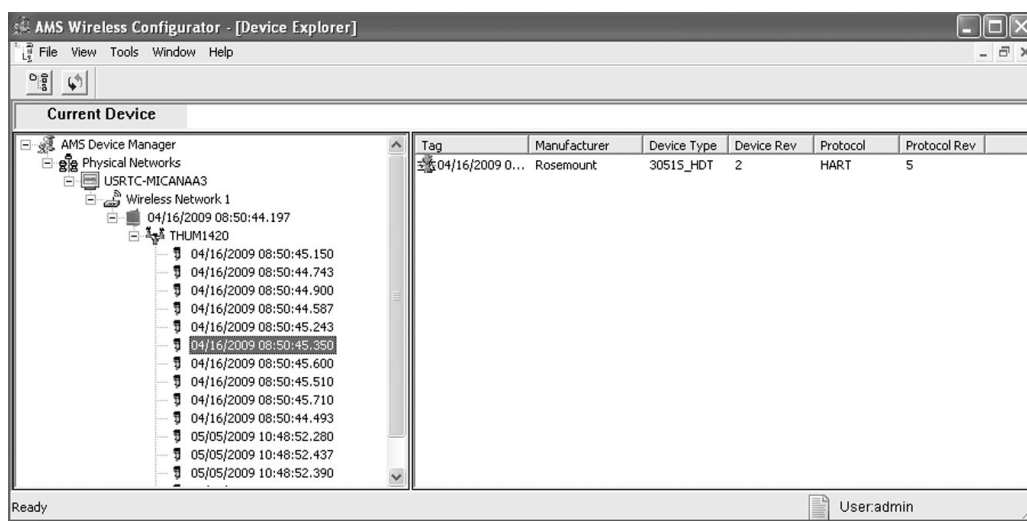 AMS Wireless Configurator - [Device Explorer]
File View Tools Window Help
Current Device
AMS Device Manager
Physical Networks
USRTC-MICANAA3
Wireless Network 1
04/16/2009 08:50:44.197
THUM1420
04/16/2009 08:50:45.150
04/16/2009 08:50:44.743
04/16/2009 08:50:44.900
04/16/2009 08:50:44.587
04/16/2009 08:50:45.243
04/16/2009 08:50:45.350
04/16/2009 08:50:45.600
04/16/2009 08:50:45.510
04/16/2009 08:50:45.710
04/16/2009 08:50:44.493
05/05/2009 10:48:52.280
05/05/2009 10:48:52.437
05/05/2009 10:48:52.390
Tag Manufacturer Device Type Device Rev Protocol Protocol Rev
04/16/2009 0... Rosemount 3051S_HDT 2 HART 5
Ready User:admin